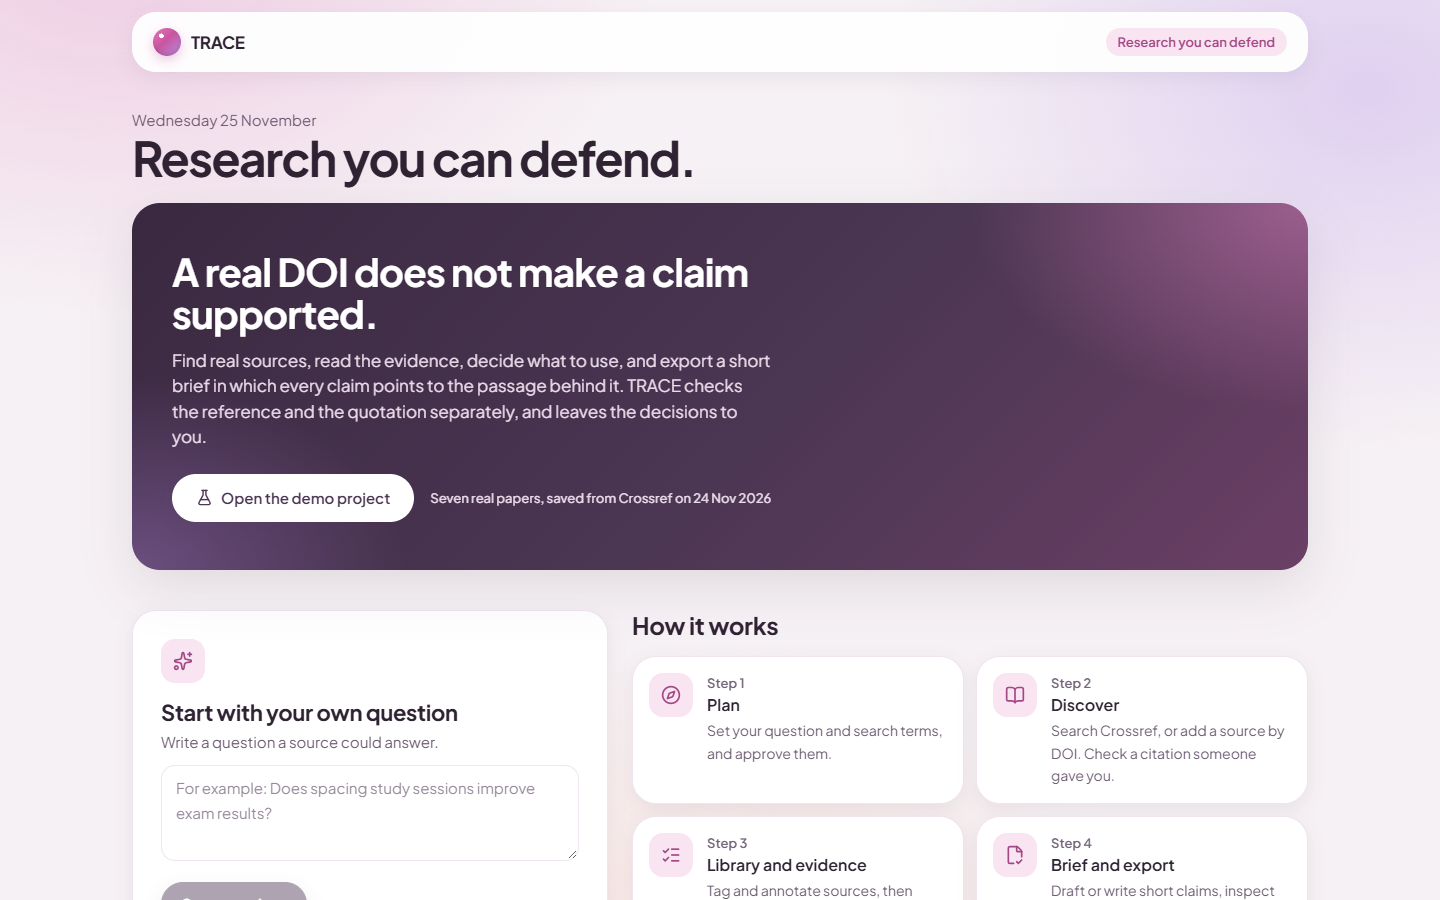 TRACE
Research you can defend
Wednesday 25 November
Research you can defend.
A real DOI does not make a claim
supported.
Find real sources, read the evidence, decide what to use, and export a short
brief in which every claim points to the passage behind it. TRACE checks
the reference and the quotation separately, and leaves the decisions to
you.
Open the demo project
Seven real papers, saved from Crossref on 24 Nov 2026
Start with your own question
Write a question a source could answer.
For example: Does spacing study sessions improve
exam results?
How it works
Step 1
Plan
Set your question and search terms,
and approve them.
Step 2
Discover
Search Crossref, or add a source by
DOI. Check a citation someone
gave you.
Step 3
Library and evidence
Tag and annotate sources, then
Step 4
Brief and export
Draft or write short claims, inspect